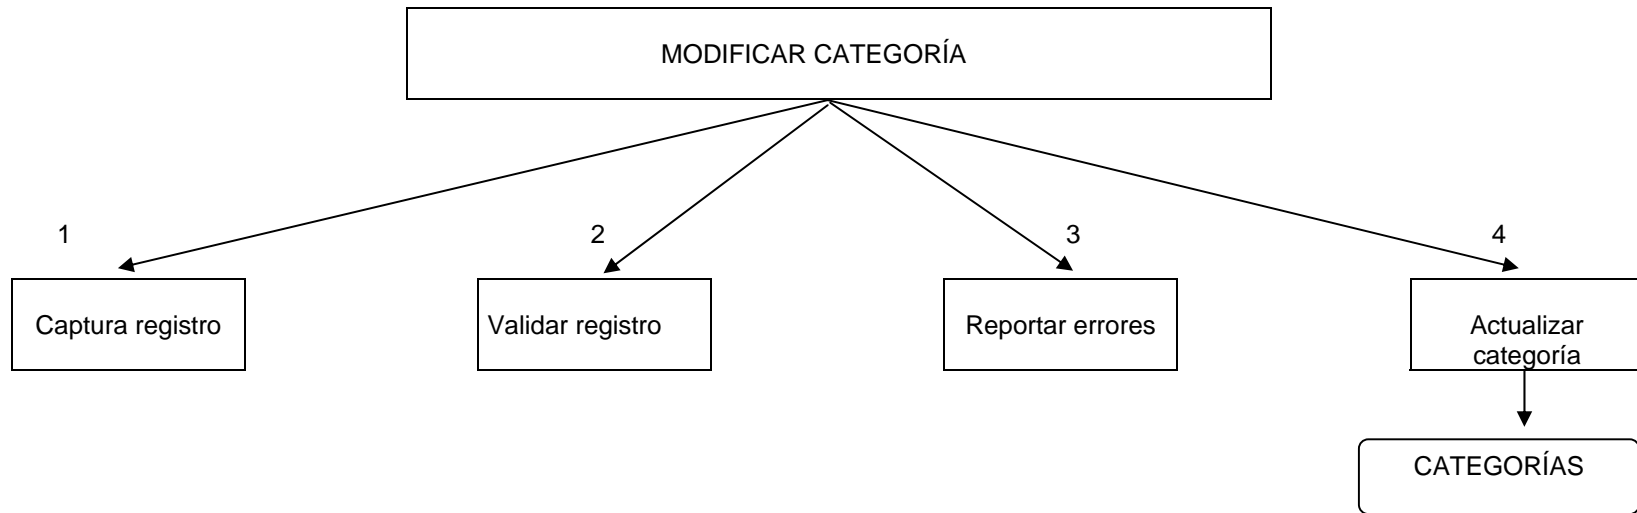 MODIFICAR CATEGORÍA
1
2
3
4
Captura registro
Validar registro
Reportar errores
Actualizar
categoría
CATEGORÍAS